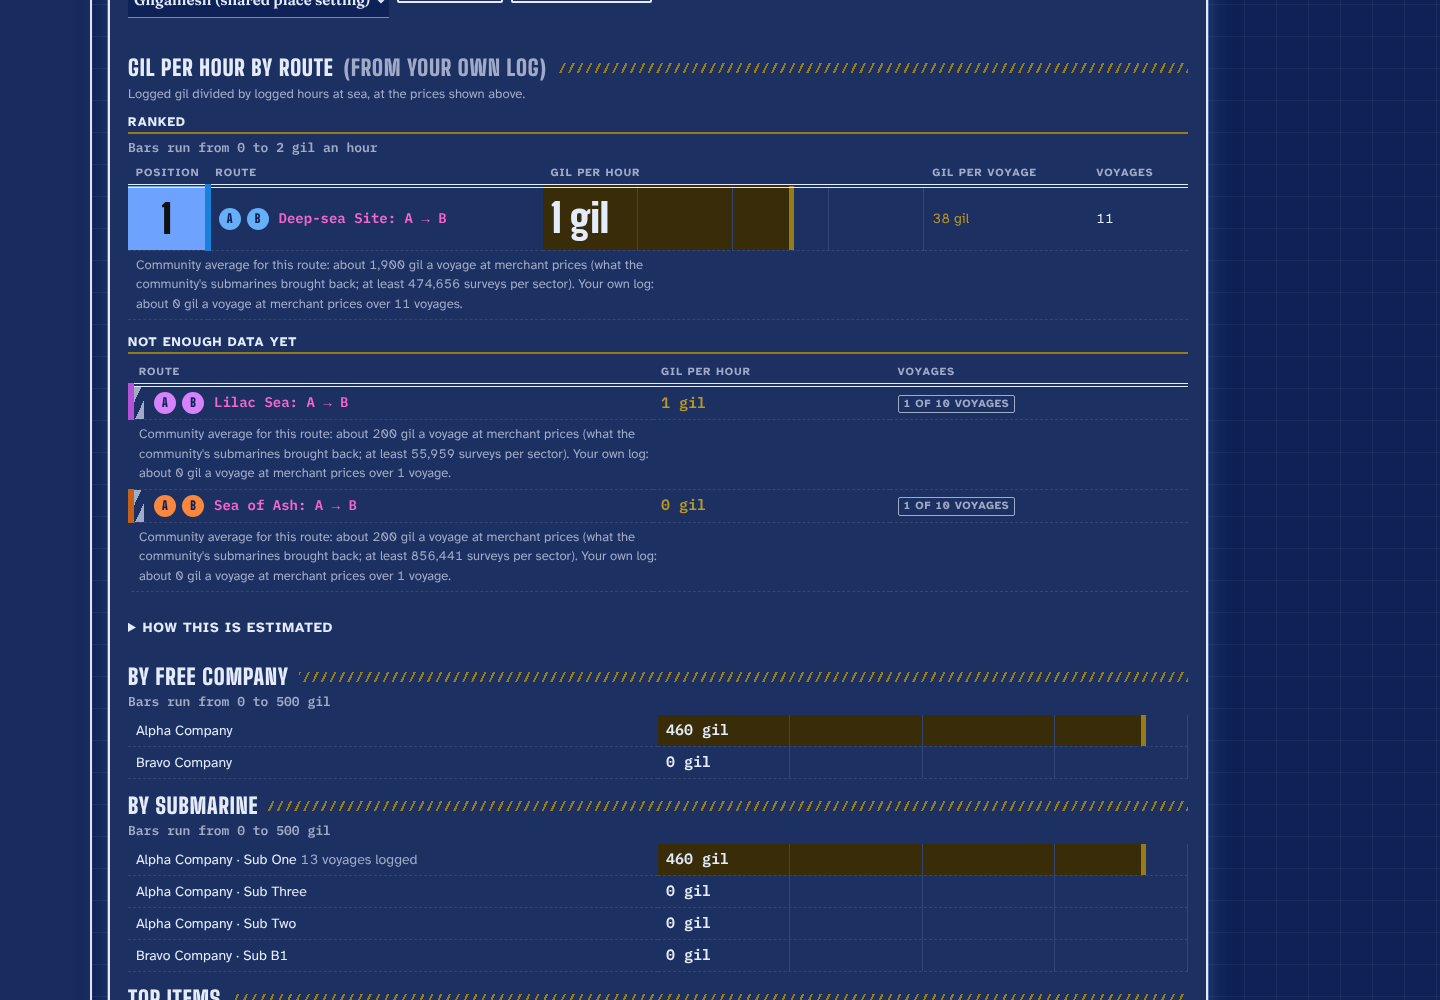 Gilgamesh (shared place setting)
GIL PER HOUR BY ROUTE (FROM YOUR OWN LOG)
Logged gil divided by logged hours at sea, at the prices shown above.
RANKED
Bars run from 0 to 2 gil an hour
POSITION ROUTE GIL PER HOUR GIL PER VOYAGE VOYAGES
1 A B Deep-sea Site: A → B 1 gil 38 gil 11
Community average for this route: about 1,900 gil a voyage at merchant prices (what the
community's submarines brought back; at least 474,656 surveys per sector). Your own log:
about 0 gil a voyage at merchant prices over 11 voyages.
NOT ENOUGH DATA YET
ROUTE GIL PER HOUR VOYAGES
A B Lilac Sea: A → B 1 gil 1 OF 10 VOYAGES
Community average for this route: about 200 gil a voyage at merchant prices (what the
community's submarines brought back; at least 55,959 surveys per sector). Your own log:
about 0 gil a voyage at merchant prices over 1 voyage.
A B Sea of Ash: A → B 0 gil 1 OF 10 VOYAGES
Community average for this route: about 200 gil a voyage at merchant prices (what the
community's submarines brought back; at least 856,441 surveys per sector). Your own log:
about 0 gil a voyage at merchant prices over 1 voyage.
▶ HOW THIS IS ESTIMATED
BY FREE COMPANY
Bars run from 0 to 500 gil
Alpha Company 460 gil
Bravo Company 0 gil
BY SUBMARINE
Bars run from 0 to 500 gil
Alpha Company · Sub One 13 voyages logged 460 gil
Alpha Company · Sub Three 0 gil
Alpha Company · Sub Two 0 gil
Bravo Company · Sub B1 0 gil
TOP ITEMS